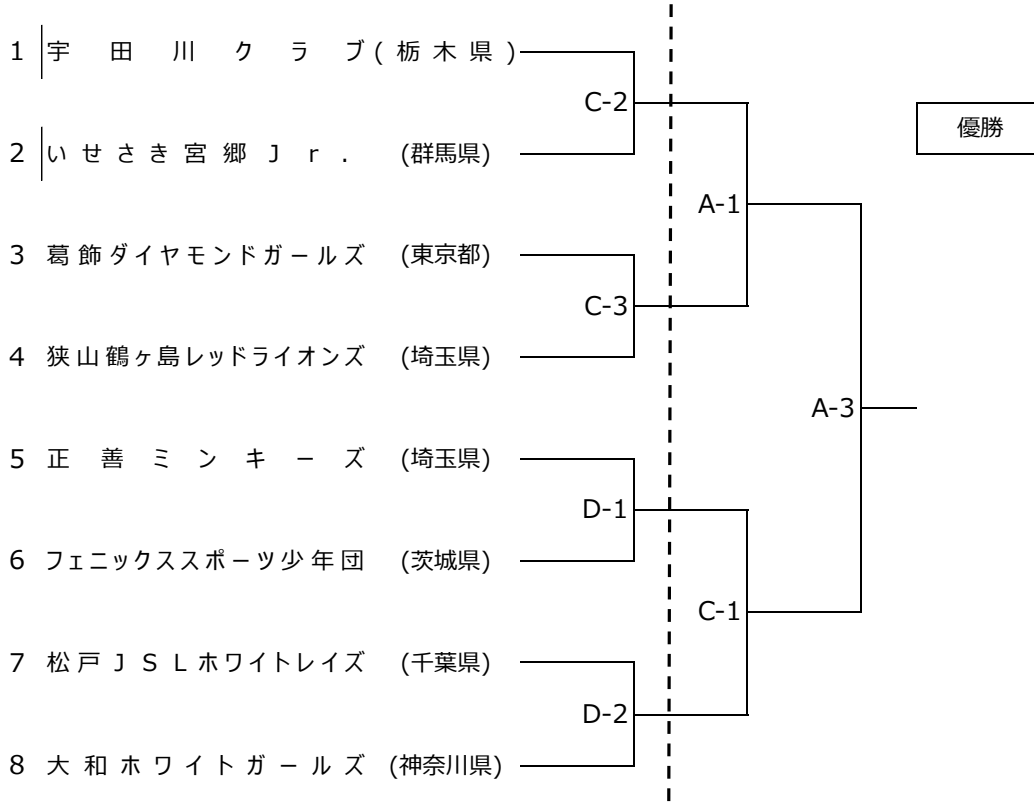 1 宇田川クラブ(栃木県)
C-2
優勝
2 いせさき宮郷Jr. (群馬県)
A-1
3 葛飾ダイヤモンドガールズ (東京都)
C-3
4 狭山鶴ヶ島レッドライオンズ (埼玉県)
A-3
5 正善ミンキーズ (埼玉県)
D-1
6 フェニックススポーツ少年団 (茨城県)
C-1
7 松戸JSLホワイトレイズ (千葉県)
D-2
8 大和ホワイトガールズ (神奈川県)